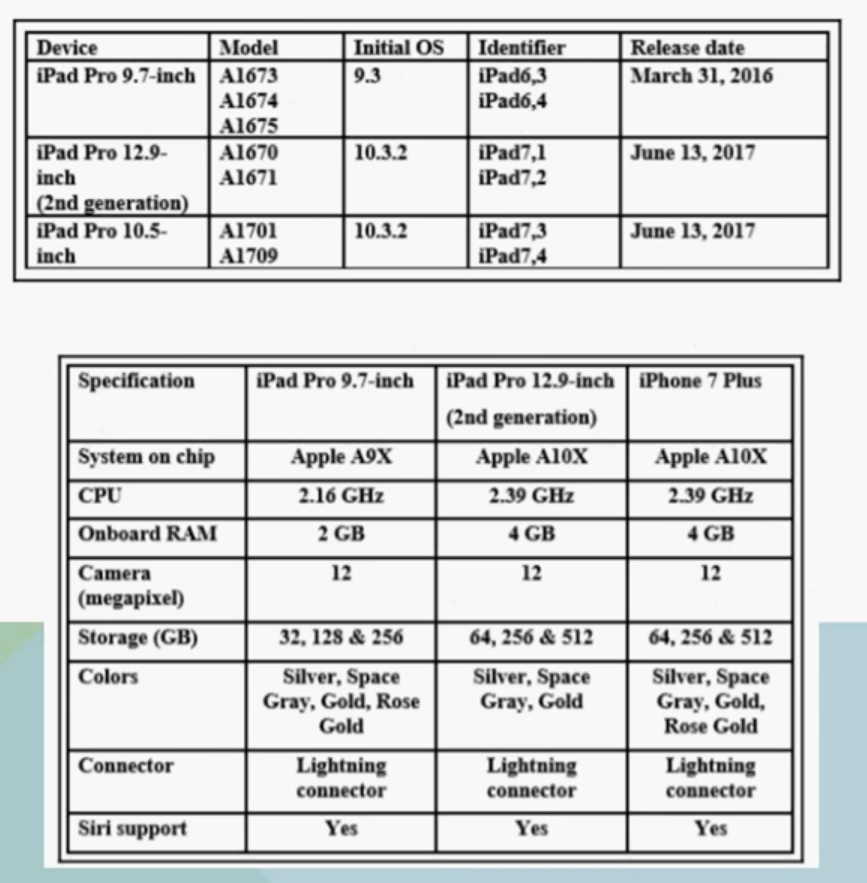 Device Model Initial OS Identifier Release date
iPad Pro 9.7-inch A1673 9.3 iPad6,3 March 31, 2016
A1674 iPad6,4
A1675
iPad Pro 12.9- A1670 10.3.2 iPad7,1 June 13, 2017
inch A1671 iPad7,2
(2nd generation)
iPad Pro 10.5- A1701 10.3.2 iPad7,3 June 13, 2017
inch A1709 iPad7,4
Specification iPad Pro 9.7-inch iPad Pro 12.9-inch iPhone 7 Plus
(2nd generation)
System on chip Apple A9X Apple A10X Apple A10X
CPU 2.16 GHz 2.39 GHz 2.39 GHz
Onboard RAM 2 GB 4 GB 4 GB
Camera 12 12 12
(megapixel)
Storage (GB) 32, 128 & 256 64, 256 & 512 64, 256 & 512
Colors Silver, Space Silver, Space Silver, Space
Gray, Gold, Rose Gray, Gold Gray, Gold,
Gold Rose Gold
Connector Lightning Lightning Lightning
connector connector connector
Siri support Yes Yes Yes